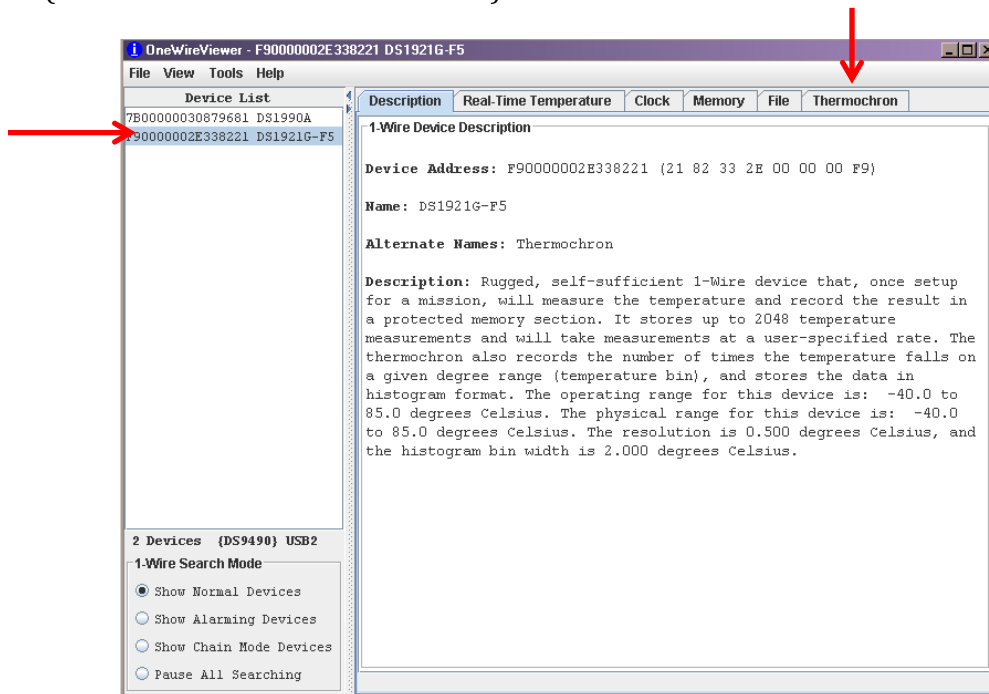 OneWireViewer - F90000002E338221 DS1921G-F5
File View Tools Help
Device List
7B00000030879681 DS1990A
F90000002E338221 DS1921G-F5
2 Devices {DS9490} USB2
1-Wire Search Mode
Show Normal Devices
Show Alarming Devices
Show Chain Mode Devices
Pause All Searching
Description Real-Time Temperature Clock Memory File Thermochron
1-Wire Device Description
Device Address: F90000002E338221 (21 82 33 2E 00 00 00 F9)
Name: DS1921G-F5
Alternate Names: Thermochron
Description: Rugged, self-sufficient 1-Wire device that, once setup
for a mission, will measure the temperature and record the result in
a protected memory section. It stores up to 2048 temperature
measurements and will take measurements at a user-specified rate. The
thermochron also records the number of times the temperature falls on
a given degree range (temperature bin), and stores the data in
histogram format. The operating range for this device is: -40.0 to
85.0 degrees Celsius. The physical range for this device is: -40.0
to 85.0 degrees Celsius. The resolution is 0.500 degrees Celsius, and
the histogram bin width is 2.000 degrees Celsius.